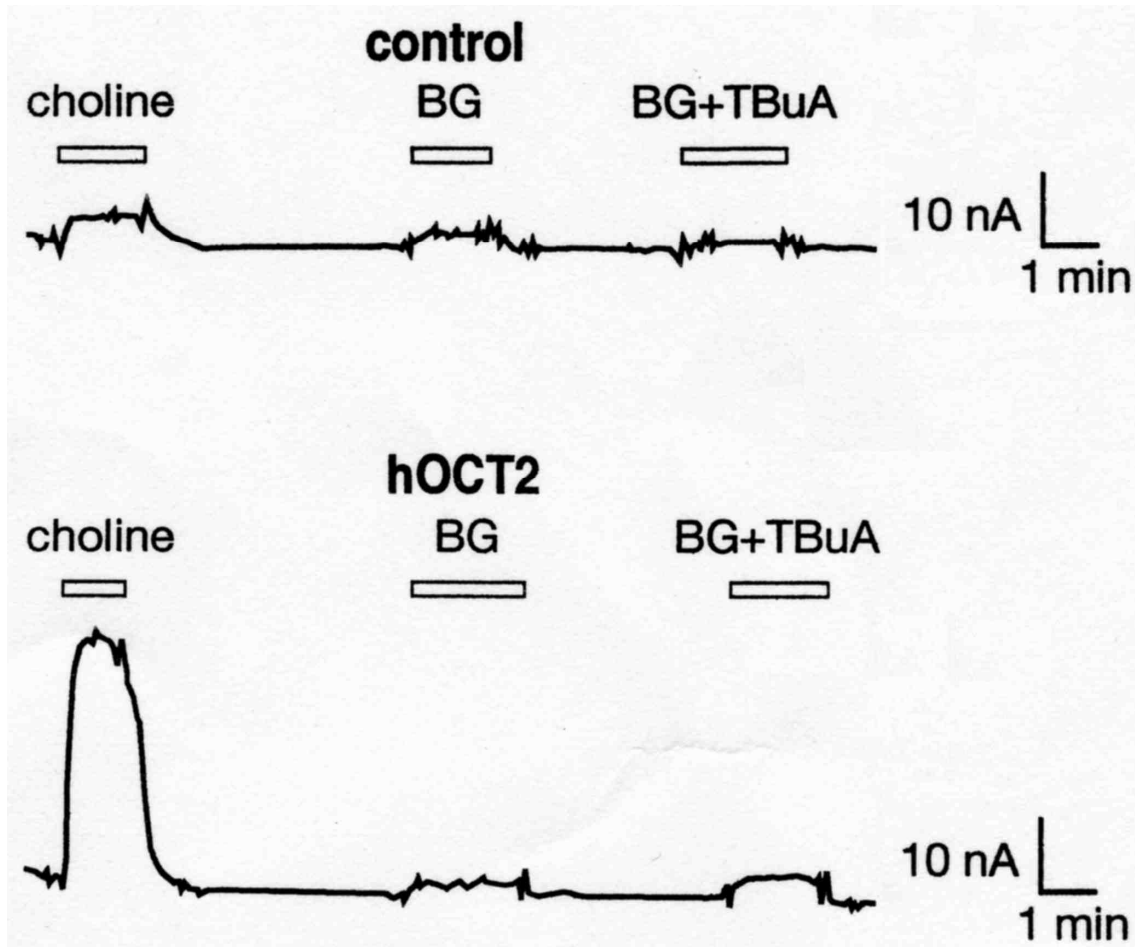 control
choline BG BG+TBuA
10 nA
1 min
hOCT2
choline BG BG+TBuA
10 nA
1 min